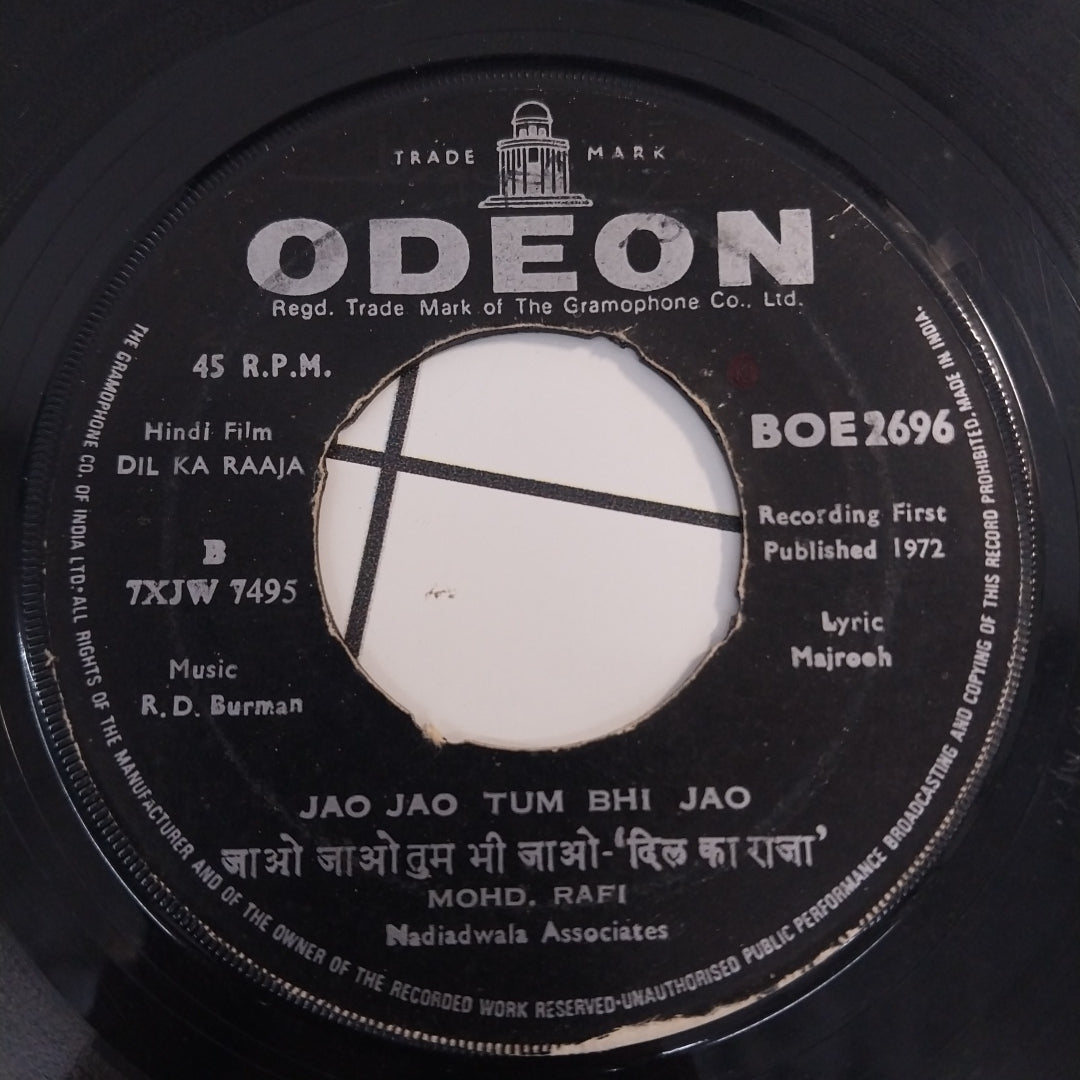 TRADE MARK
ODEON
Regd. Trade Mark of The Gramophone Co., Ltd.
45 R.P.M.
Hindi Film
DIL KA RAAJA
B
7XJW 7495
Music
R. D. Burman
BOE 2696
Recording First
Published 1972
Lyric
Majrooh
JAO JAO TUM BHI JAO
जाओ जाओ तुम भी जाओ-‘दिल का राजा’
MOHD. RAFI
Nadiadwala Associates
THE GRAMOPHONE CO. OF INDIA LTD.·ALL RIGHTS OF THE MANUFACTURER AND OF THE OWNER OF THE RECORDED WORK RESERVED·UNAUTHORISED PUBLIC PERFORMANCE BROADCASTING AND COPYING OF THIS RECORD PROHIBITED. MADE IN INDIA.